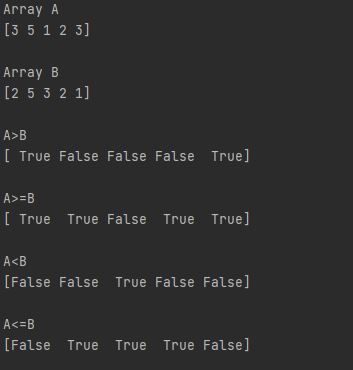 Array A
[3 5 1 2 3]
Array B
[2 5 3 2 1]
A>B
[ True False False False  True]
A>=B
[ True  True False  True  True]
A<B
[False False  True False False]
A<=B
[False  True  True  True False]